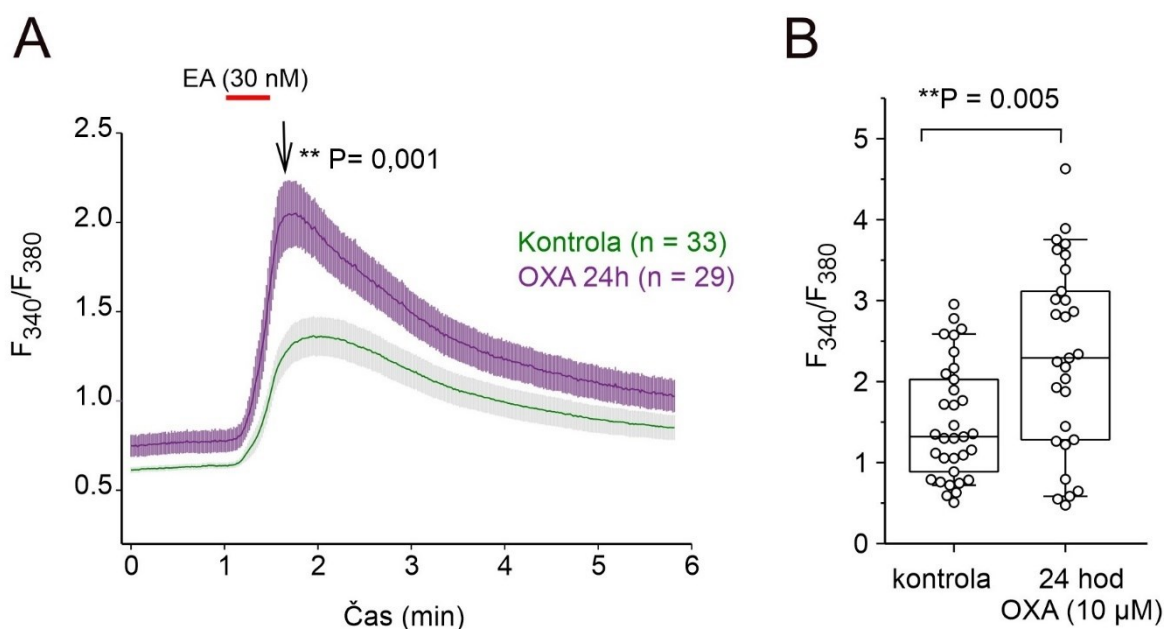 A
EA (30 nM)
** P= 0,001
Kontrola (n = 33)
OXA 24h (n = 29)
2.5
2.0
1.5
1.0
0.5
F340/F380
0
1
2
3
4
5
6
Čas (min)
B
**P = 0.005
5
4
3
2
1
0
F340/F380
kontrola
24 hod
OXA (10 µM)